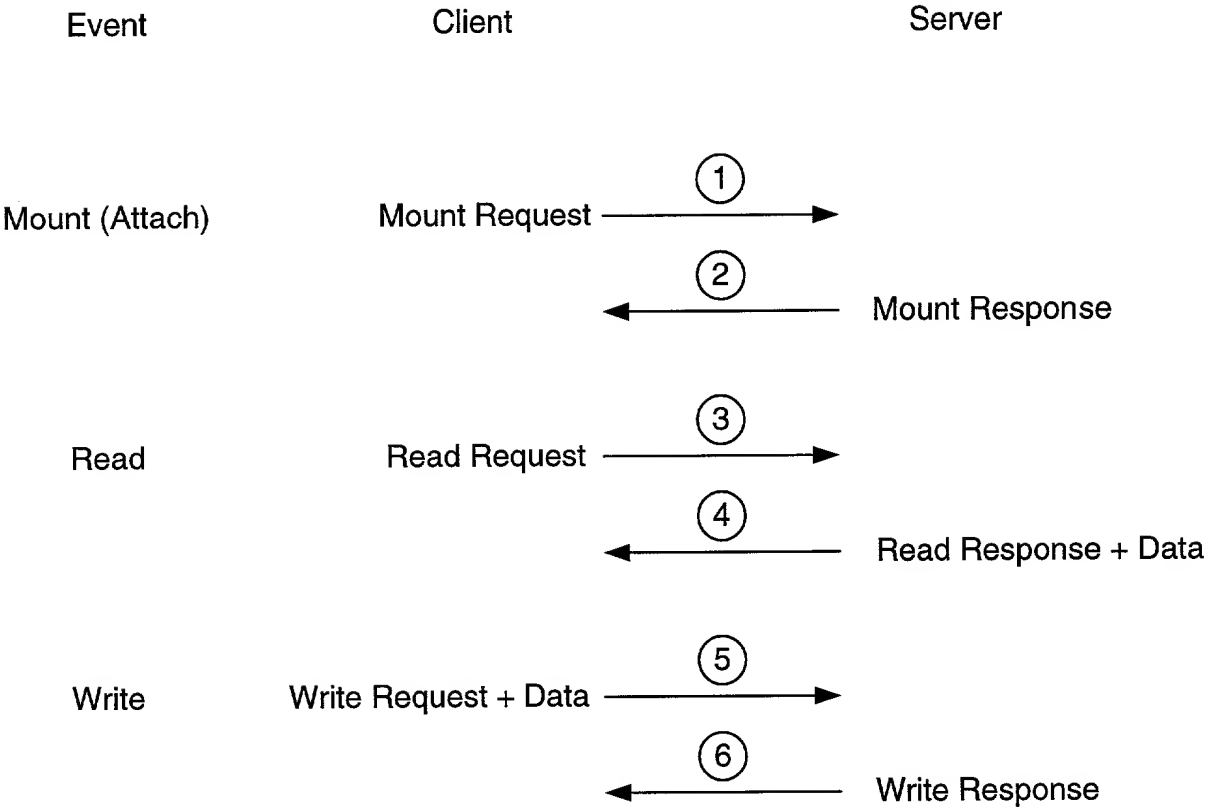 Event Client Server
1
Mount (Attach) Mount Request
2
Mount Response
3
Read Read Request
4
Read Response + Data
5
Write Write Request + Data
6
Write Response